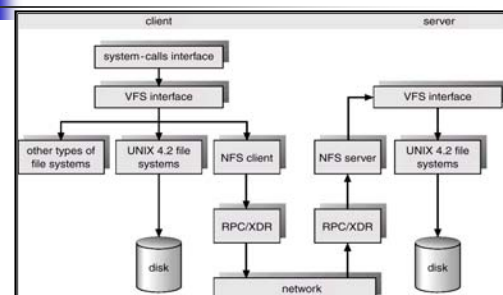 client
server
system-calls interface
VFS interface
VFS interface
other types of
file systems
UNIX 4.2 file
systems
NFS client
NFS server
UNIX 4.2 file
systems
RPC/XDR
RPC/XDR
disk
disk
network